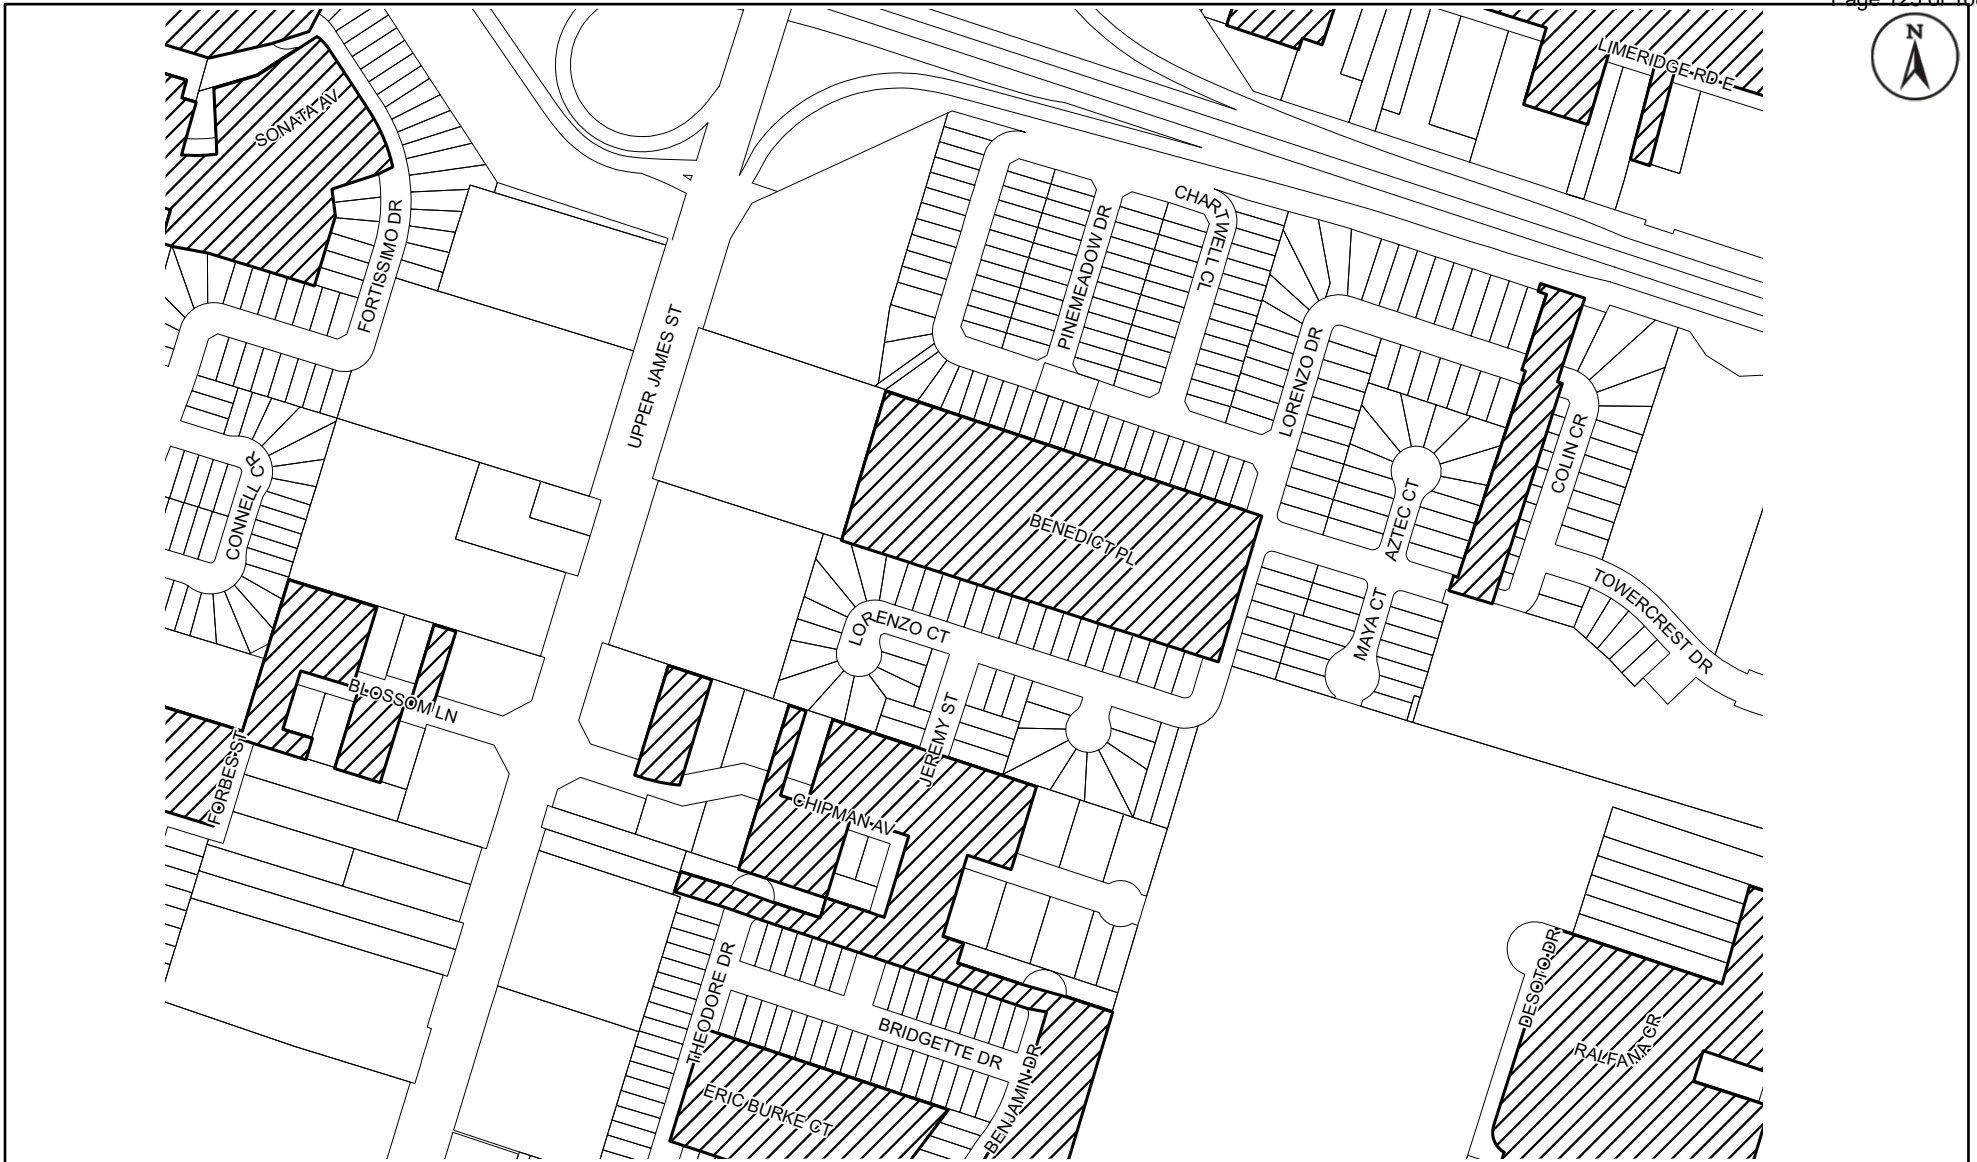 N
LIMERIDGE RD E
SONATA AV
CHARTWELL CL
FORTISSIMO DR
PINEMEADOW DR
UPPER JAMES ST
LORENZO DR
COLIN CR
CONNELL CR
AZTEC CT
BENEDICT PL
TOWERCREST DR
MAYA CT
LORENZO CT
BLOSSOM LN
JEREMY ST
FORBES ST
CHIPMAN AV
THEODORE DR
DESOTO DR
BRIDGETTE DR
RALFANA CR
BENJAMIN DR
ERIC BURKE CT